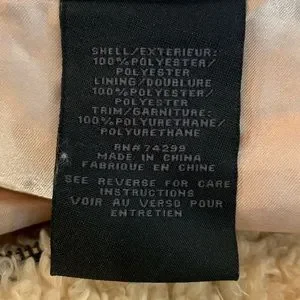 SHELL/EXTERIEUR:
100%POLYESTER/
POLYESTER
LINING/DOUBLURE
100%POLYESTER/
POLYESTER
TRIM/GARNITURE:
100%POLYURETHANE/
POLYURETHANE
RN# 74299
MADE IN CHINA
FABRIQUE EN CHINE
SEE REVERSE FOR CARE
INSTRUCTIONS
VOIR AU VERSO POUR
ENTRETIEN